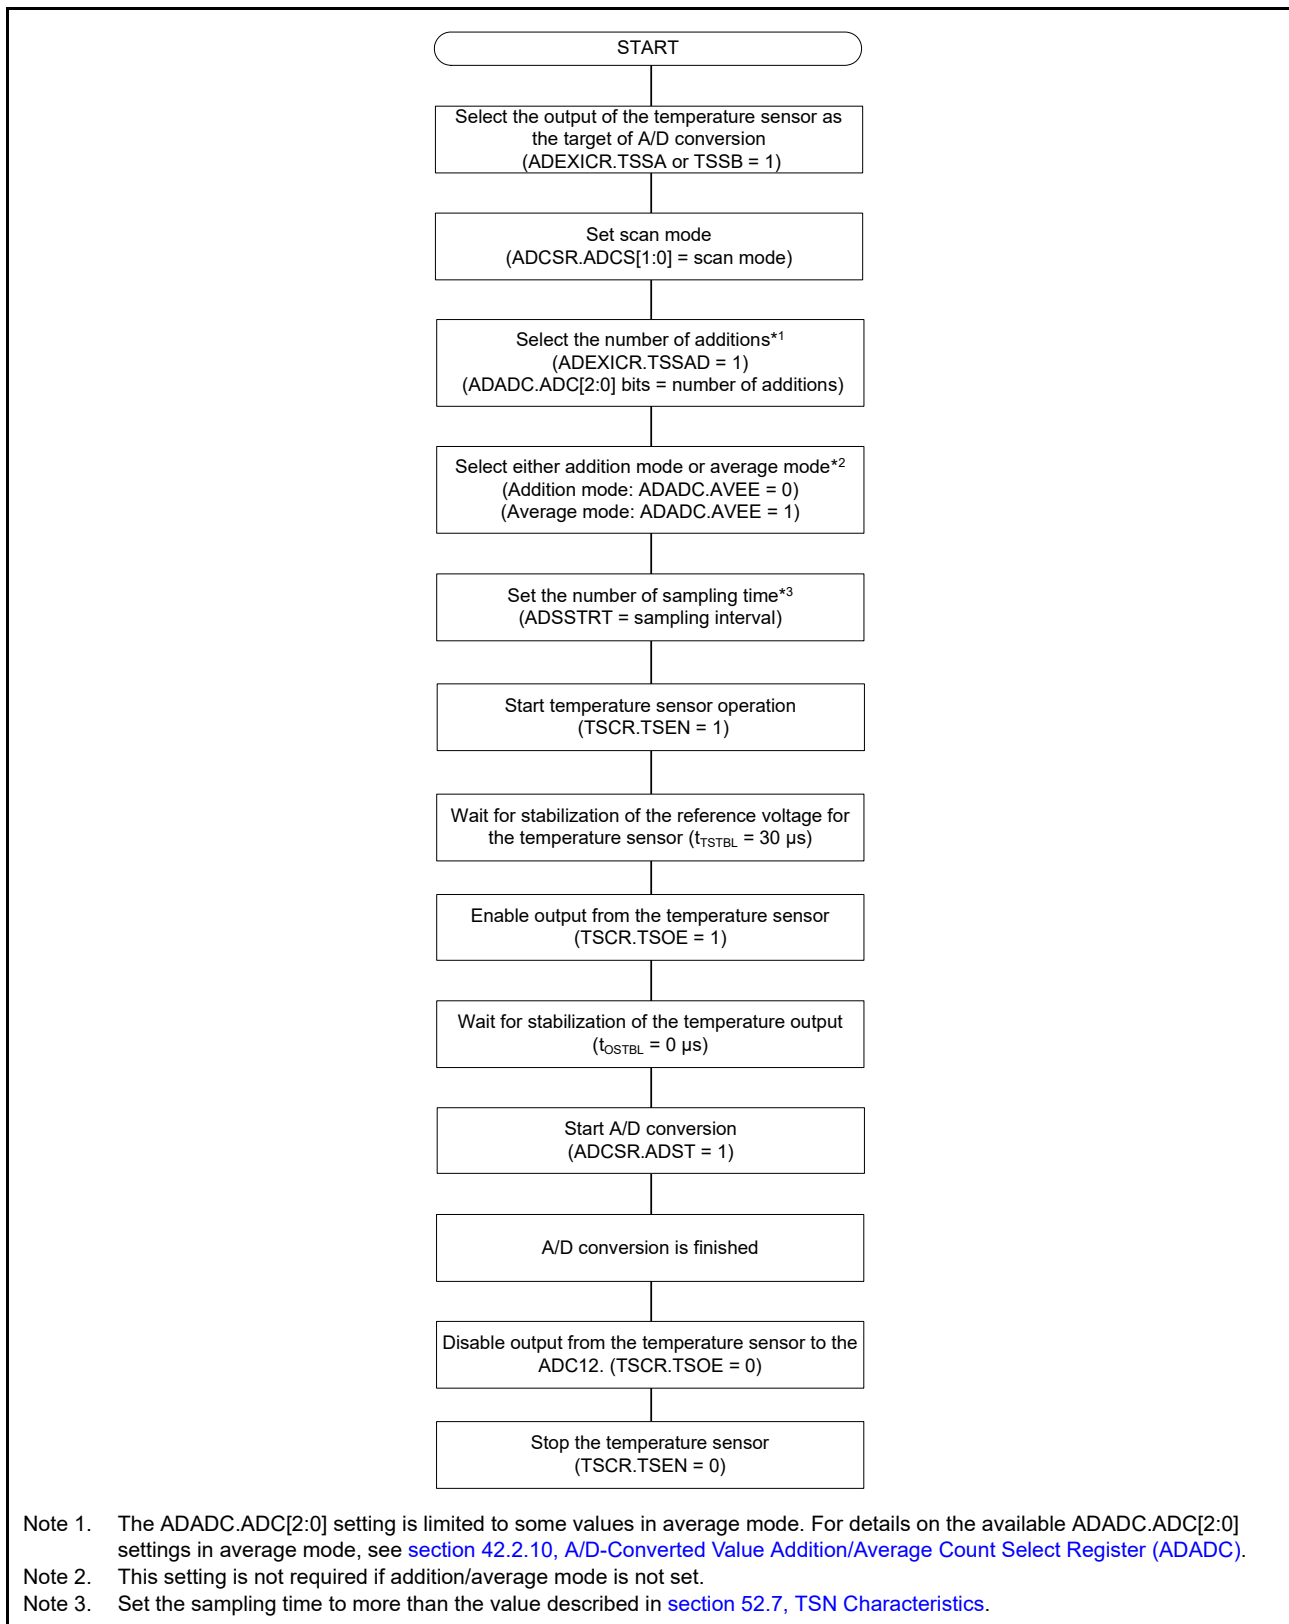 START
Select the output of the temperature sensor as
the target of A/D conversion
(ADEXICR.TSSA or TSSB = 1)
Set scan mode
(ADCSR.ADCS[1:0] = scan mode)
Select the number of additions*1
(ADEXICR.TSSAD = 1)
(ADADC.ADC[2:0] bits = number of additions)
Select either addition mode or average mode*2
(Addition mode: ADADC.AVEE = 0)
(Average mode: ADADC.AVEE = 1)
Set the number of sampling time*3
(ADSSTRT = sampling interval)
Start temperature sensor operation
(TSCR.TSEN = 1)
Wait for stabilization of the reference voltage for
the temperature sensor (tTSTBL = 30 µs)
Enable output from the temperature sensor
(TSCR.TSOE = 1)
Wait for stabilization of the temperature output
(tOSTBL = 0 µs)
Start A/D conversion
(ADCSR.ADST = 1)
A/D conversion is finished
Disable output from the temperature sensor to the
ADC12. (TSCR.TSOE = 0)
Stop the temperature sensor
(TSCR.TSEN = 0)
Note 1. The ADADC.ADC[2:0] setting is limited to some values in average mode. For details on the available ADADC.ADC[2:0]
settings in average mode, see section 42.2.10, A/D-Converted Value Addition/Average Count Select Register (ADADC).
Note 2. This setting is not required if addition/average mode is not set.
Note 3. Set the sampling time to more than the value described in section 52.7, TSN Characteristics.